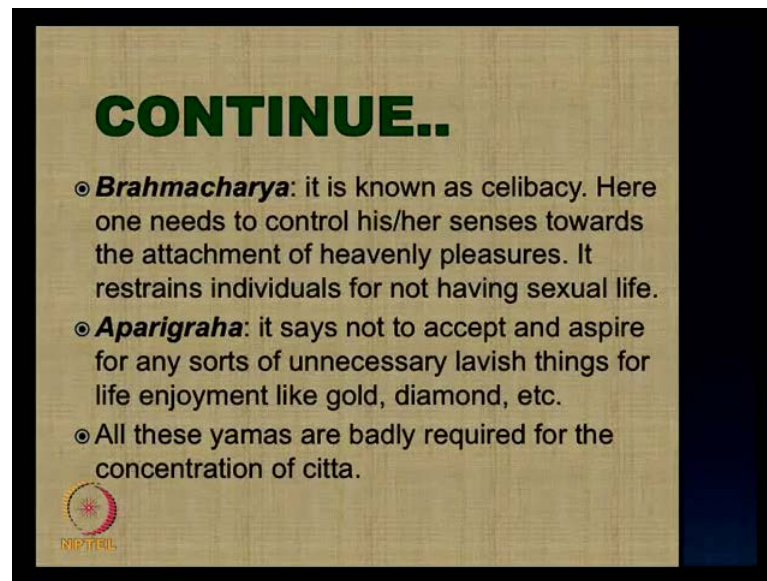 CONTINUE..
Brahmacharya: it is known as celibacy. Here
one needs to control his/her senses towards
the attachment of heavenly pleasures. It
restrains individuals for not having sexual life.
Aparigraha: it says not to accept and aspire
for any sorts of unnecessary lavish things for
life enjoyment like gold, diamond, etc.
All these yamas are badly required for the
concentration of citta.
NPTEL